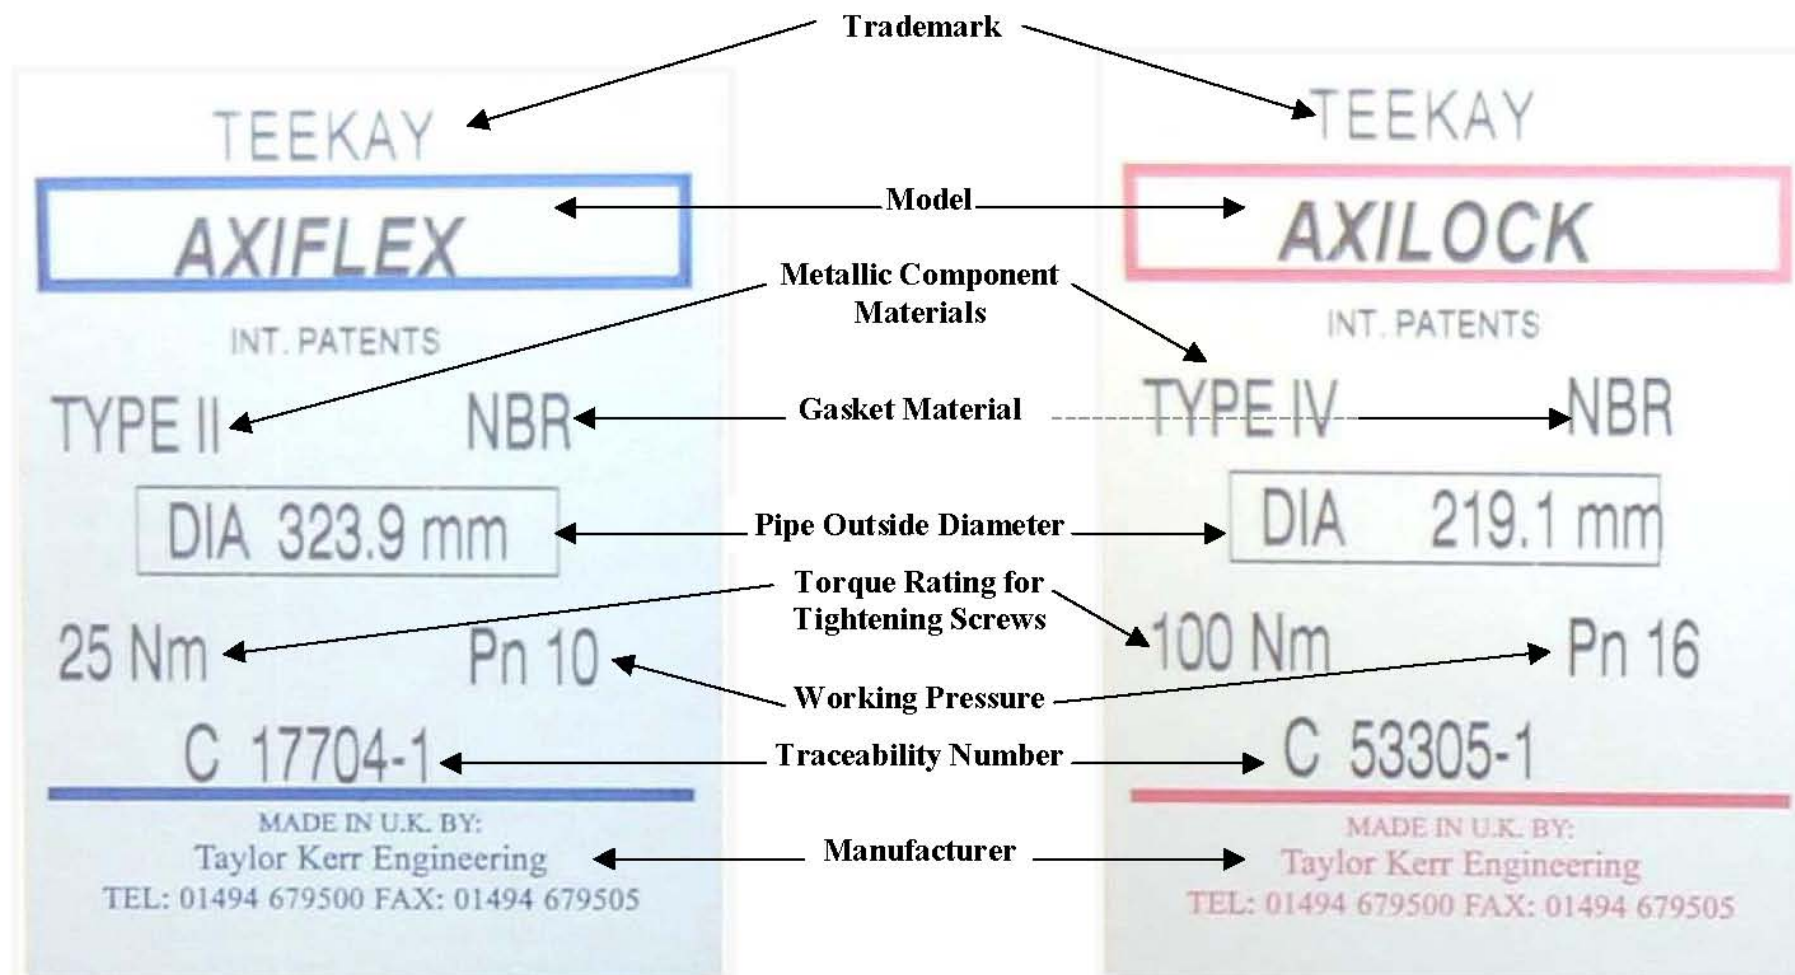 Trademark
TEEKAY
AXIFLEX
INT. PATENTS
TYPE II NBR
DIA 323.9 mm
25 Nm Pn 10
C 17704-1
MADE IN U.K. BY:
Taylor Kerr Engineering
TEL: 01494 679500 FAX: 01494 679505
Model
Metallic Component
Materials
Gasket Material
Pipe Outside Diameter
Torque Rating for
Tightening Screws
Working Pressure
Traceability Number
Manufacturer
TEEKAY
AXILOCK
INT. PATENTS
TYPE IV NBR
DIA 219.1 mm
100 Nm Pn 16
C 53305-1
MADE IN U.K. BY:
Taylor Kerr Engineering
TEL: 01494 679500 FAX: 01494 679505